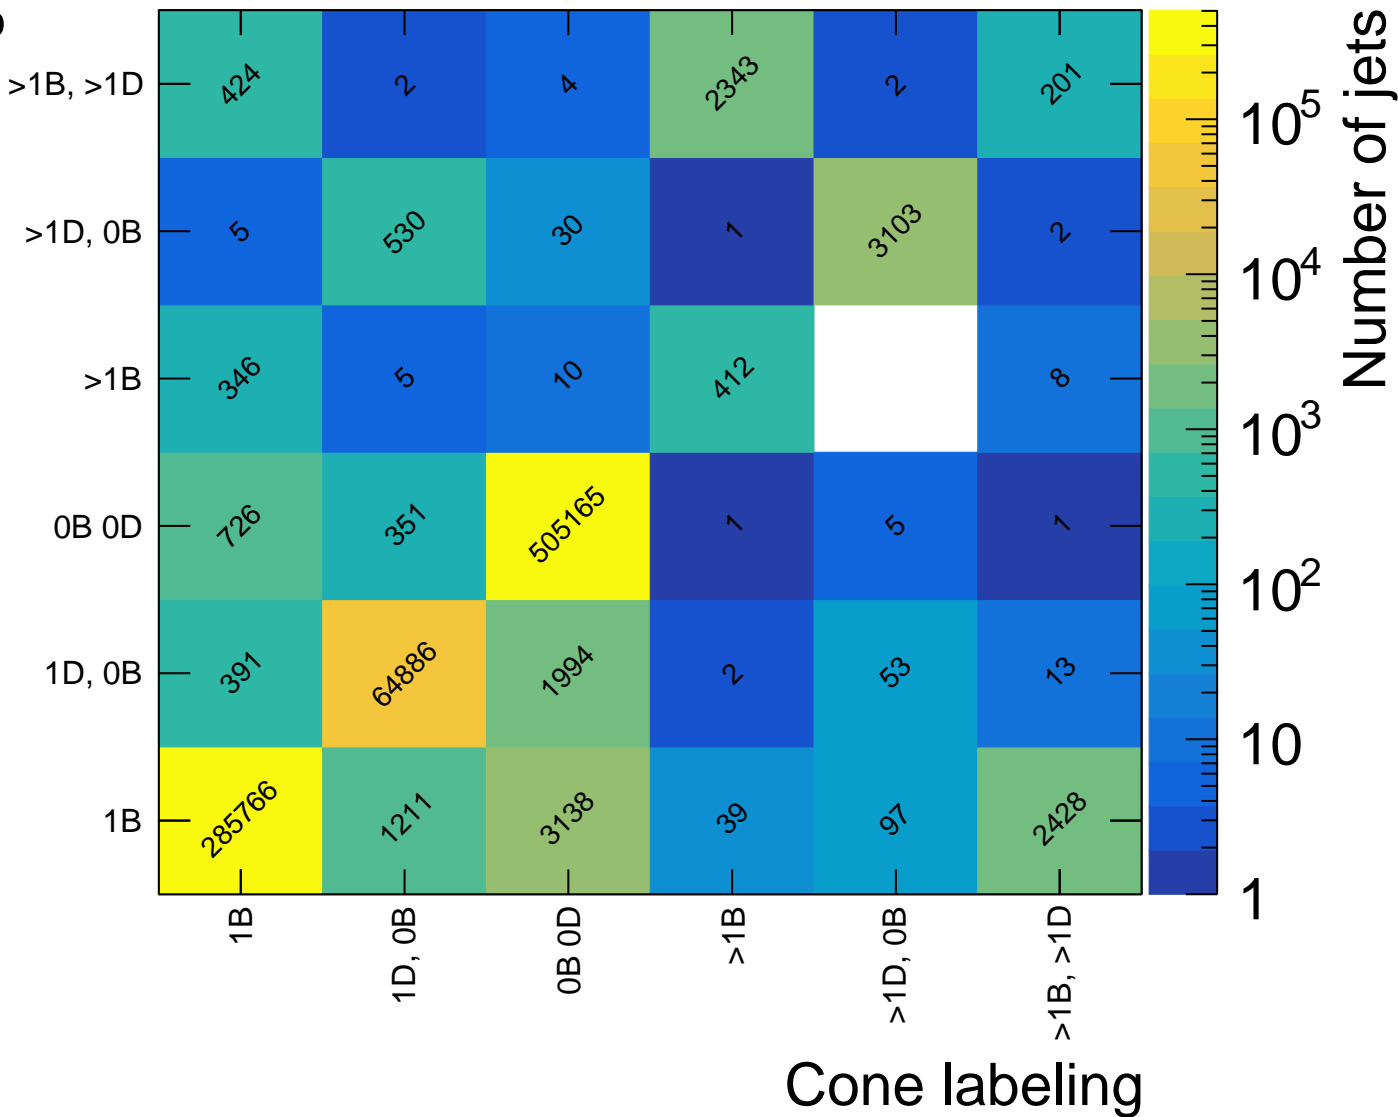 >1B, >1D 424 2 4 2343 2 201
>1D, 0B 5 530 30 1 3103 2
>1B 346 5 10 412 8
0B 0D 726 351 505165 1 5 1
1D, 0B 391 64886 1994 2 53 13
1B 285766 1211 3138 39 97 2428
1B 1D, 0B 0B 0D >1B >1D, 0B >1B, >1D
Cone labeling
10^5
10^4
10^3
10^2
10
1
Number of jets